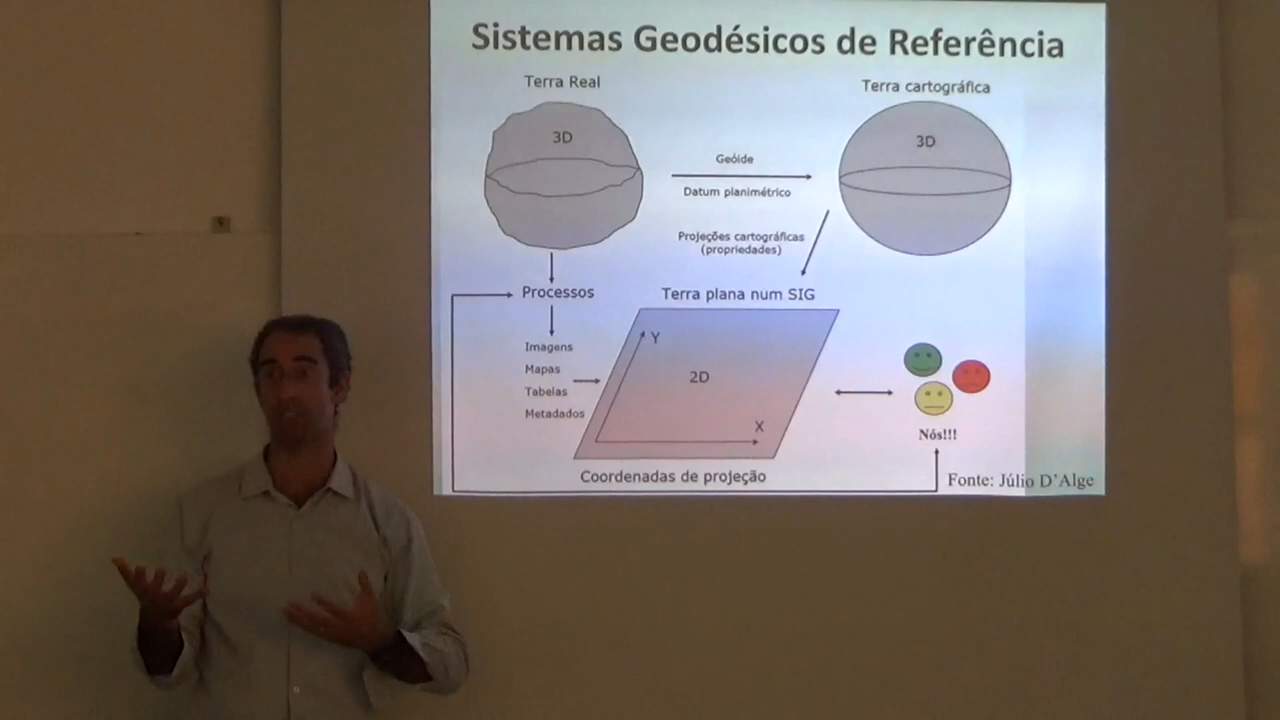 Sistemas Geodésicos de Referência
Terra Real
Terra cartográfica
3D
3D
Geóide
Datum planimétrico
Projeções cartográficas
(propriedades)
Processos
Terra plana num SIG
Imagens
Mapas
Tabelas
Metadados
Y
2D
X
Nós!!!
Coordenadas de projeção
Fonte: Júlio D'Alge